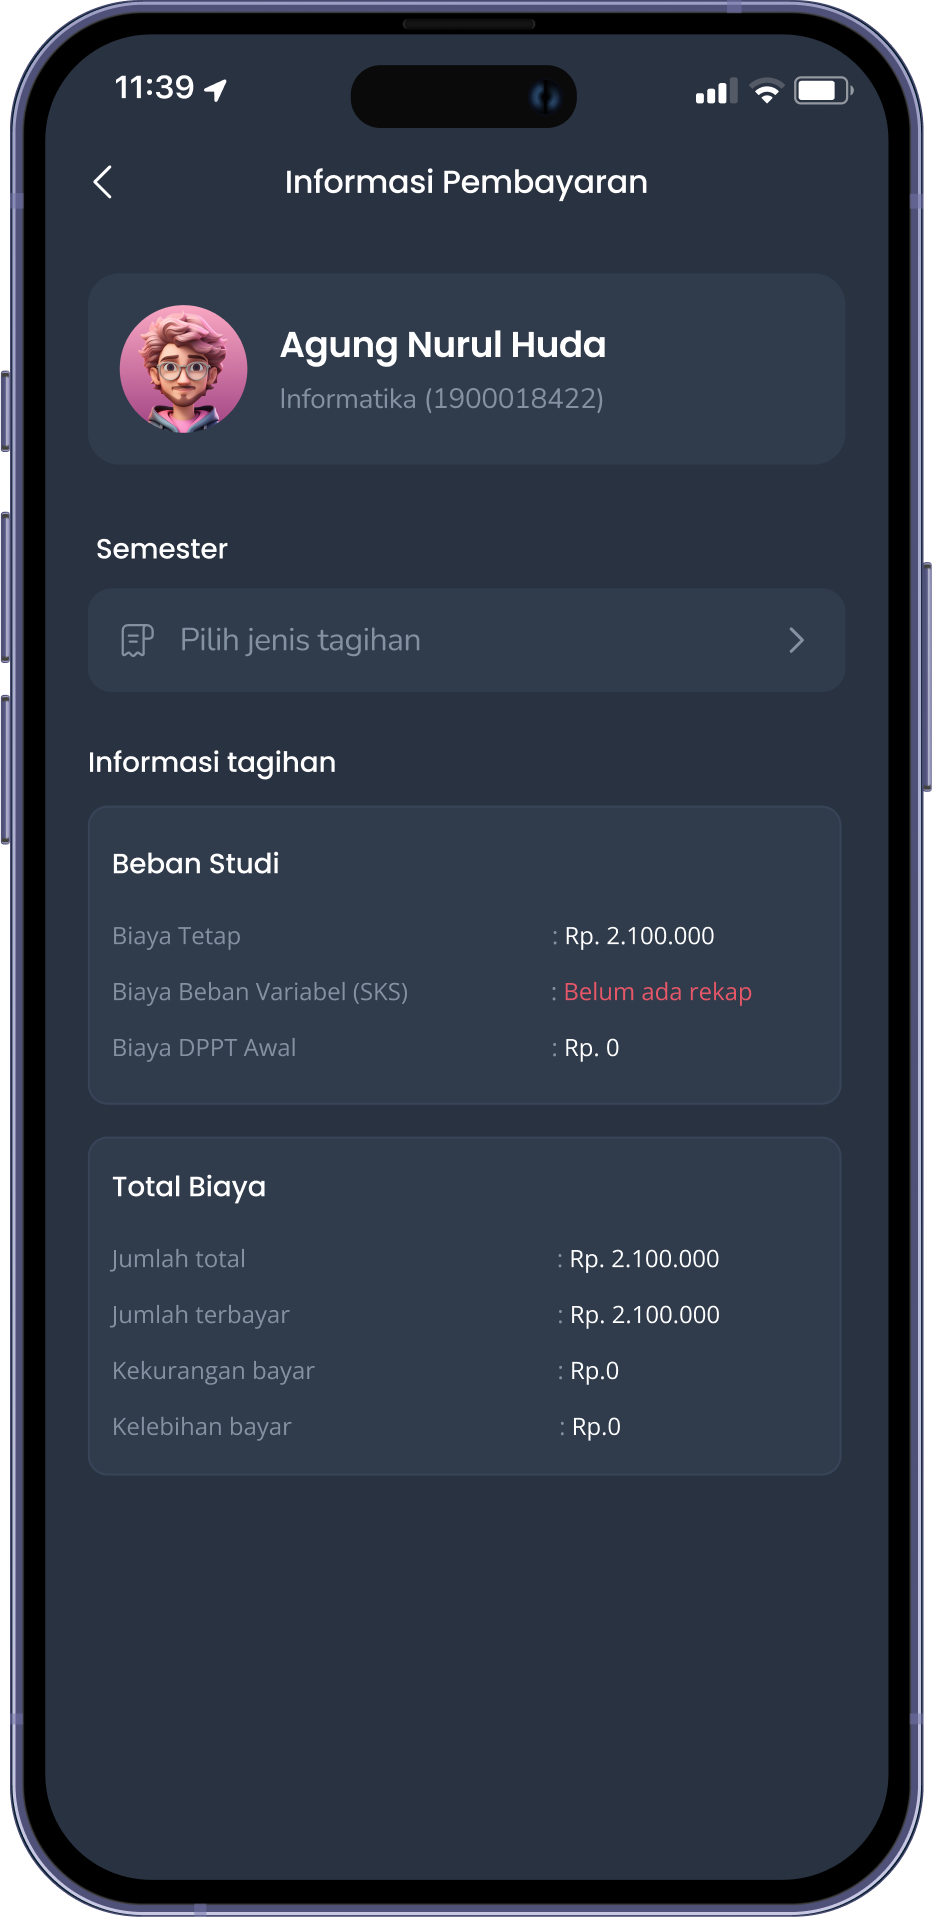 11:39
Informasi Pembayaran
Agung Nurul Huda
Informatika (1900018422)
Semester
Pilih jenis tagihan
Informasi tagihan
Beban Studi
Biaya Tetap : Rp. 2.100.000
Biaya Beban Variabel (SKS) : Belum ada rekap
Biaya DPPT Awal : Rp. 0
Total Biaya
Jumlah total : Rp. 2.100.000
Jumlah terbayar : Rp. 2.100.000
Kekurangan bayar : Rp.0
Kelebihan bayar : Rp.0